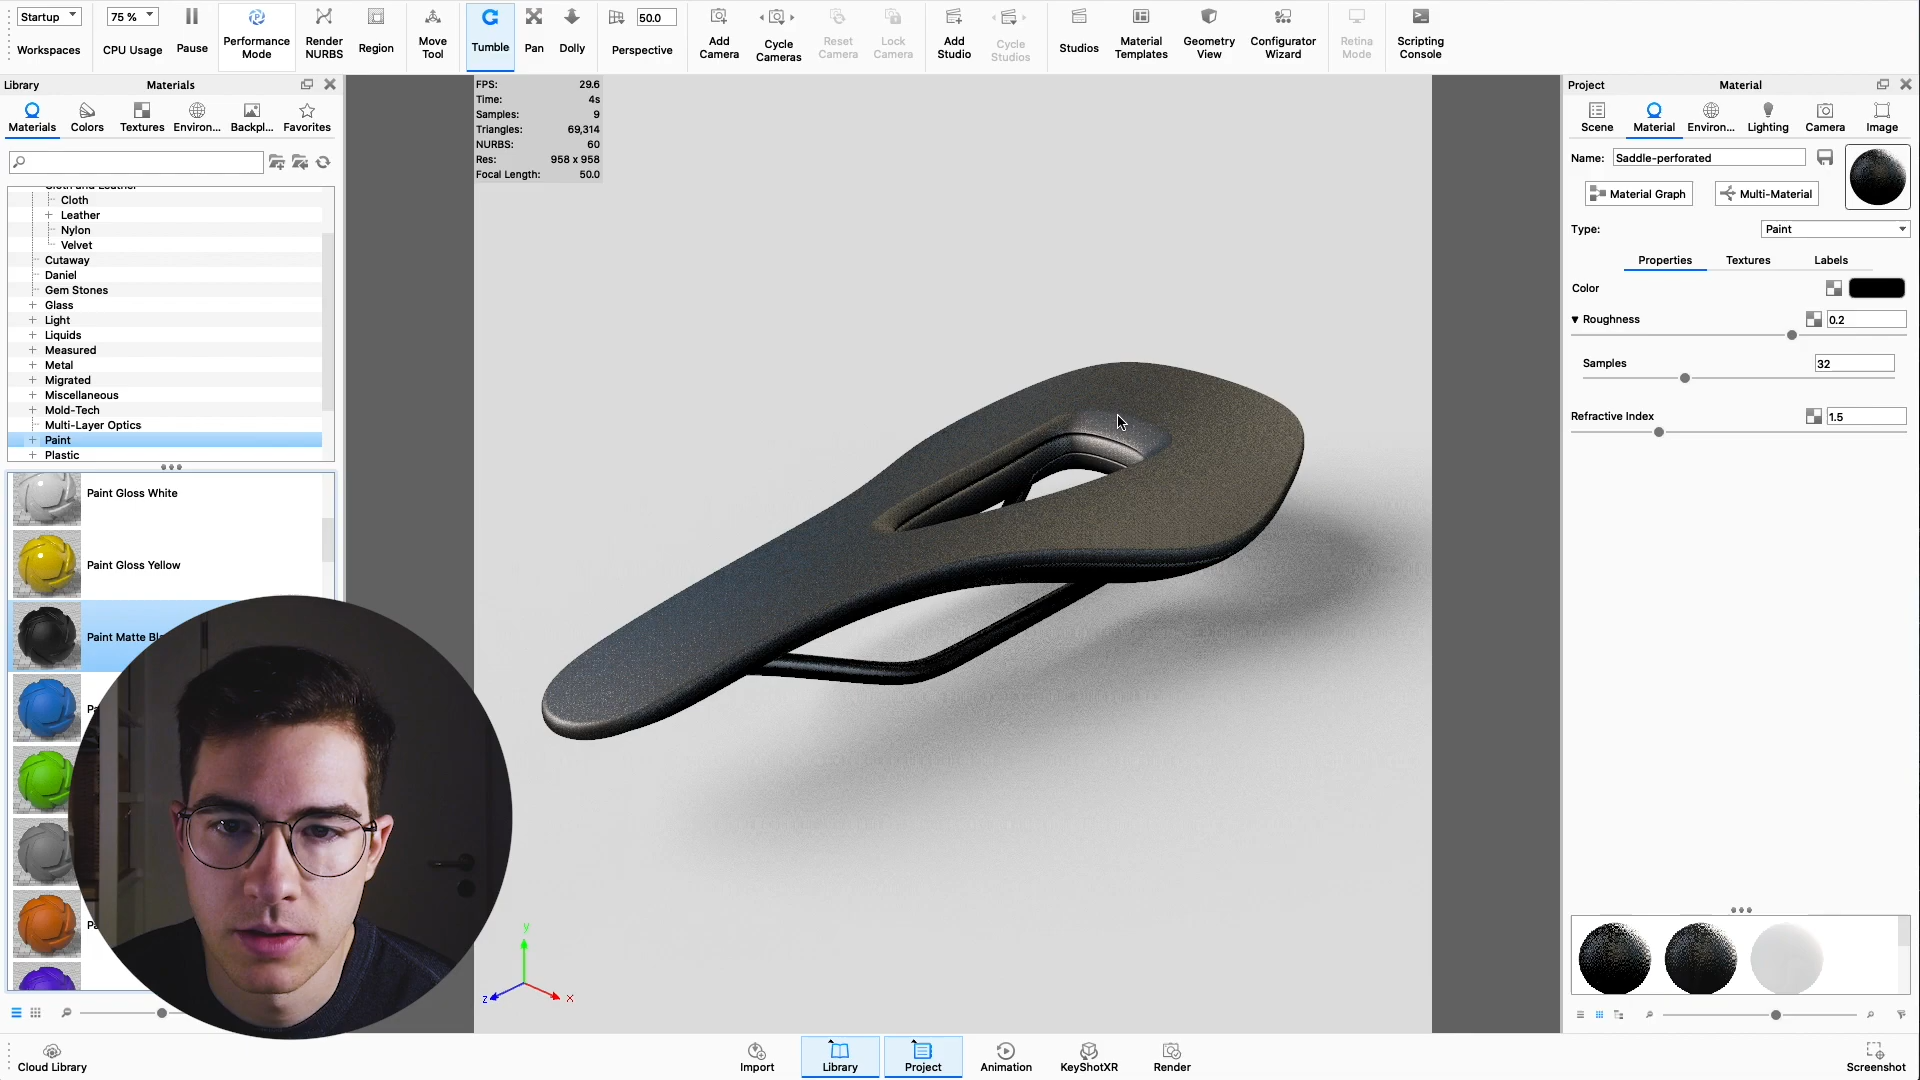 Startup
Workspaces
75 %
CPU Usage
Pause
Performance
Mode
Render
NURBS
Region
Move
Tool
Tumble
Pan
Dolly
50.0
Perspective
Add
Camera
Cycle
Cameras
Reset
Camera
Lock
Camera
Add
Studio
Cycle
Studios
Studios
Material
Templates
Geometry
View
Configurator
Wizard
Retina
Mode
Scripting
Console
Library
Materials
Materials
Colors
Textures
Environ...
Backpl...
Favorites
Cloth and Leather
Cloth
Leather
Nylon
Velvet
Cutaway
Daniel
Gem Stones
Glass
Light
Liquids
Measured
Metal
Migrated
Miscellaneous
Mold-Tech
Multi-Layer Optics
Paint
Plastic
Paint Gloss White
Paint Gloss Yellow
Paint Matte Bl
FPS: 29.6
Time: 4s
Samples: 9
Triangles: 69,314
NURBS: 60
Res: 958 x 958
Focal Length: 50.0
y
z
x
Project
Material
Scene
Material
Environ...
Lighting
Camera
Image
Name: Saddle-perforated
Material Graph
Multi-Material
Type: Paint
Properties
Textures
Labels
Color
Roughness 0.2
Samples 32
Refractive Index 1.5
Cloud Library
Import
Library
Project
Animation
KeyShotXR
Render
Screenshot